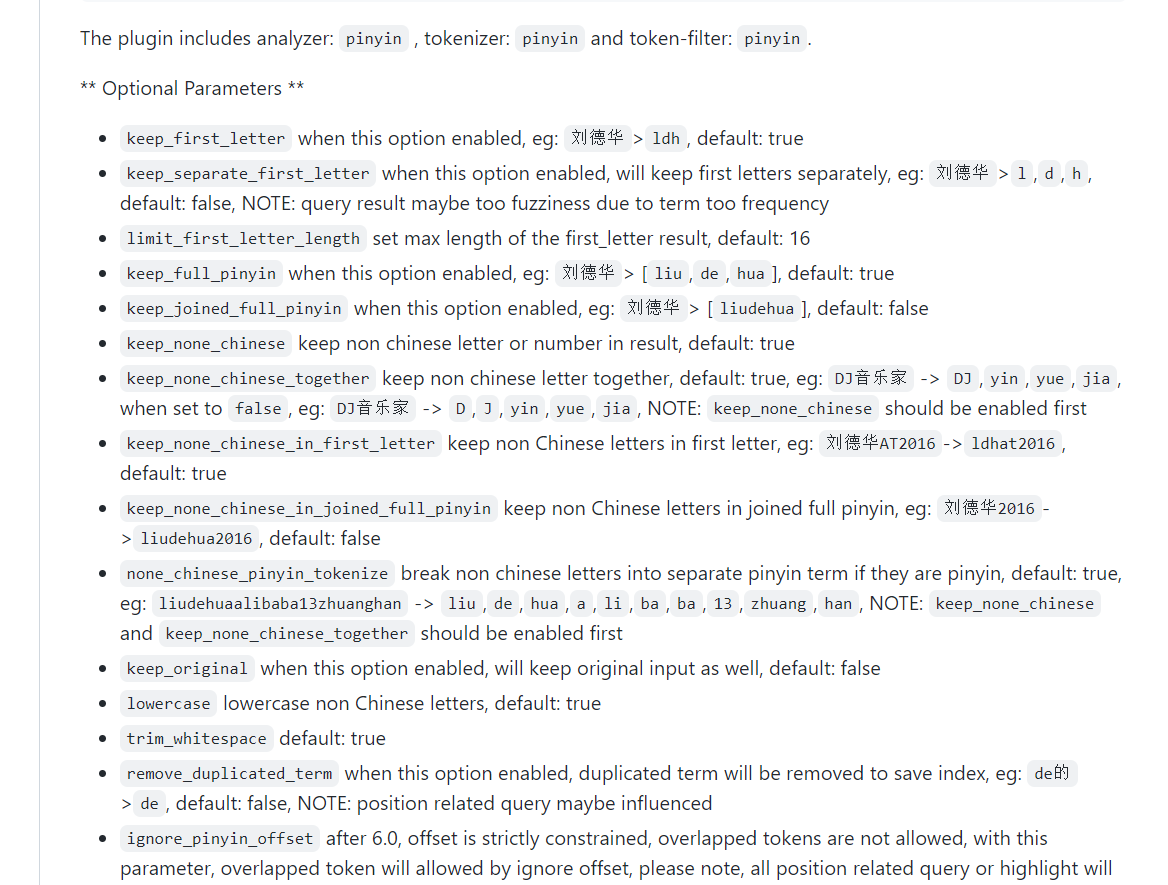 The plugin includes analyzer: pinyin , tokenizer: pinyin and token-filter: pinyin .
** Optional Parameters **
• keep_first_letter when this option enabled, eg: 刘德华 > ldh , default: true
• keep_separate_first_letter when this option enabled, will keep first letters separately, eg: 刘德华 > l , d , h ,
default: false, NOTE: query result maybe too fuzziness due to term too frequency
• limit_first_letter_length set max length of the first_letter result, default: 16
• keep_full_pinyin when this option enabled, eg: 刘德华 > [ liu , de , hua ], default: true
• keep_joined_full_pinyin when this option enabled, eg: 刘德华 > [ liudehua ], default: false
• keep_none_chinese keep non chinese letter or number in result, default: true
• keep_none_chinese_together keep non chinese letter together, default: true, eg: DJ音乐家 -> DJ , yin , yue , jia ,
when set to false , eg: DJ音乐家 -> D , J , yin , yue , jia , NOTE: keep_none_chinese should be enabled first
• keep_none_chinese_in_first_letter keep non Chinese letters in first letter, eg: 刘德华AT2016 -> ldhat2016 ,
default: true
• keep_none_chinese_in_joined_full_pinyin keep non Chinese letters in joined full pinyin, eg: 刘德华2016 -
> liudehua2016 , default: false
• none_chinese_pinyin_tokenize break non chinese letters into separate pinyin term if they are pinyin, default: true,
eg: liudehuaalibaba13zhuanghan -> liu , de , hua , a , li , ba , ba , 13 , zhuang , han , NOTE: keep_none_chinese
and keep_none_chinese_together should be enabled first
• keep_original when this option enabled, will keep original input as well, default: false
• lowercase lowercase non Chinese letters, default: true
• trim_whitespace default: true
• remove_duplicated_term when this option enabled, duplicated term will be removed to save index, eg: de的
> de , default: false, NOTE: position related query maybe influenced
• ignore_pinyin_offset after 6.0, offset is strictly constrained, overlapped tokens are not allowed, with this
parameter, overlapped token will allowed by ignore offset, please note, all position related query or highlight will